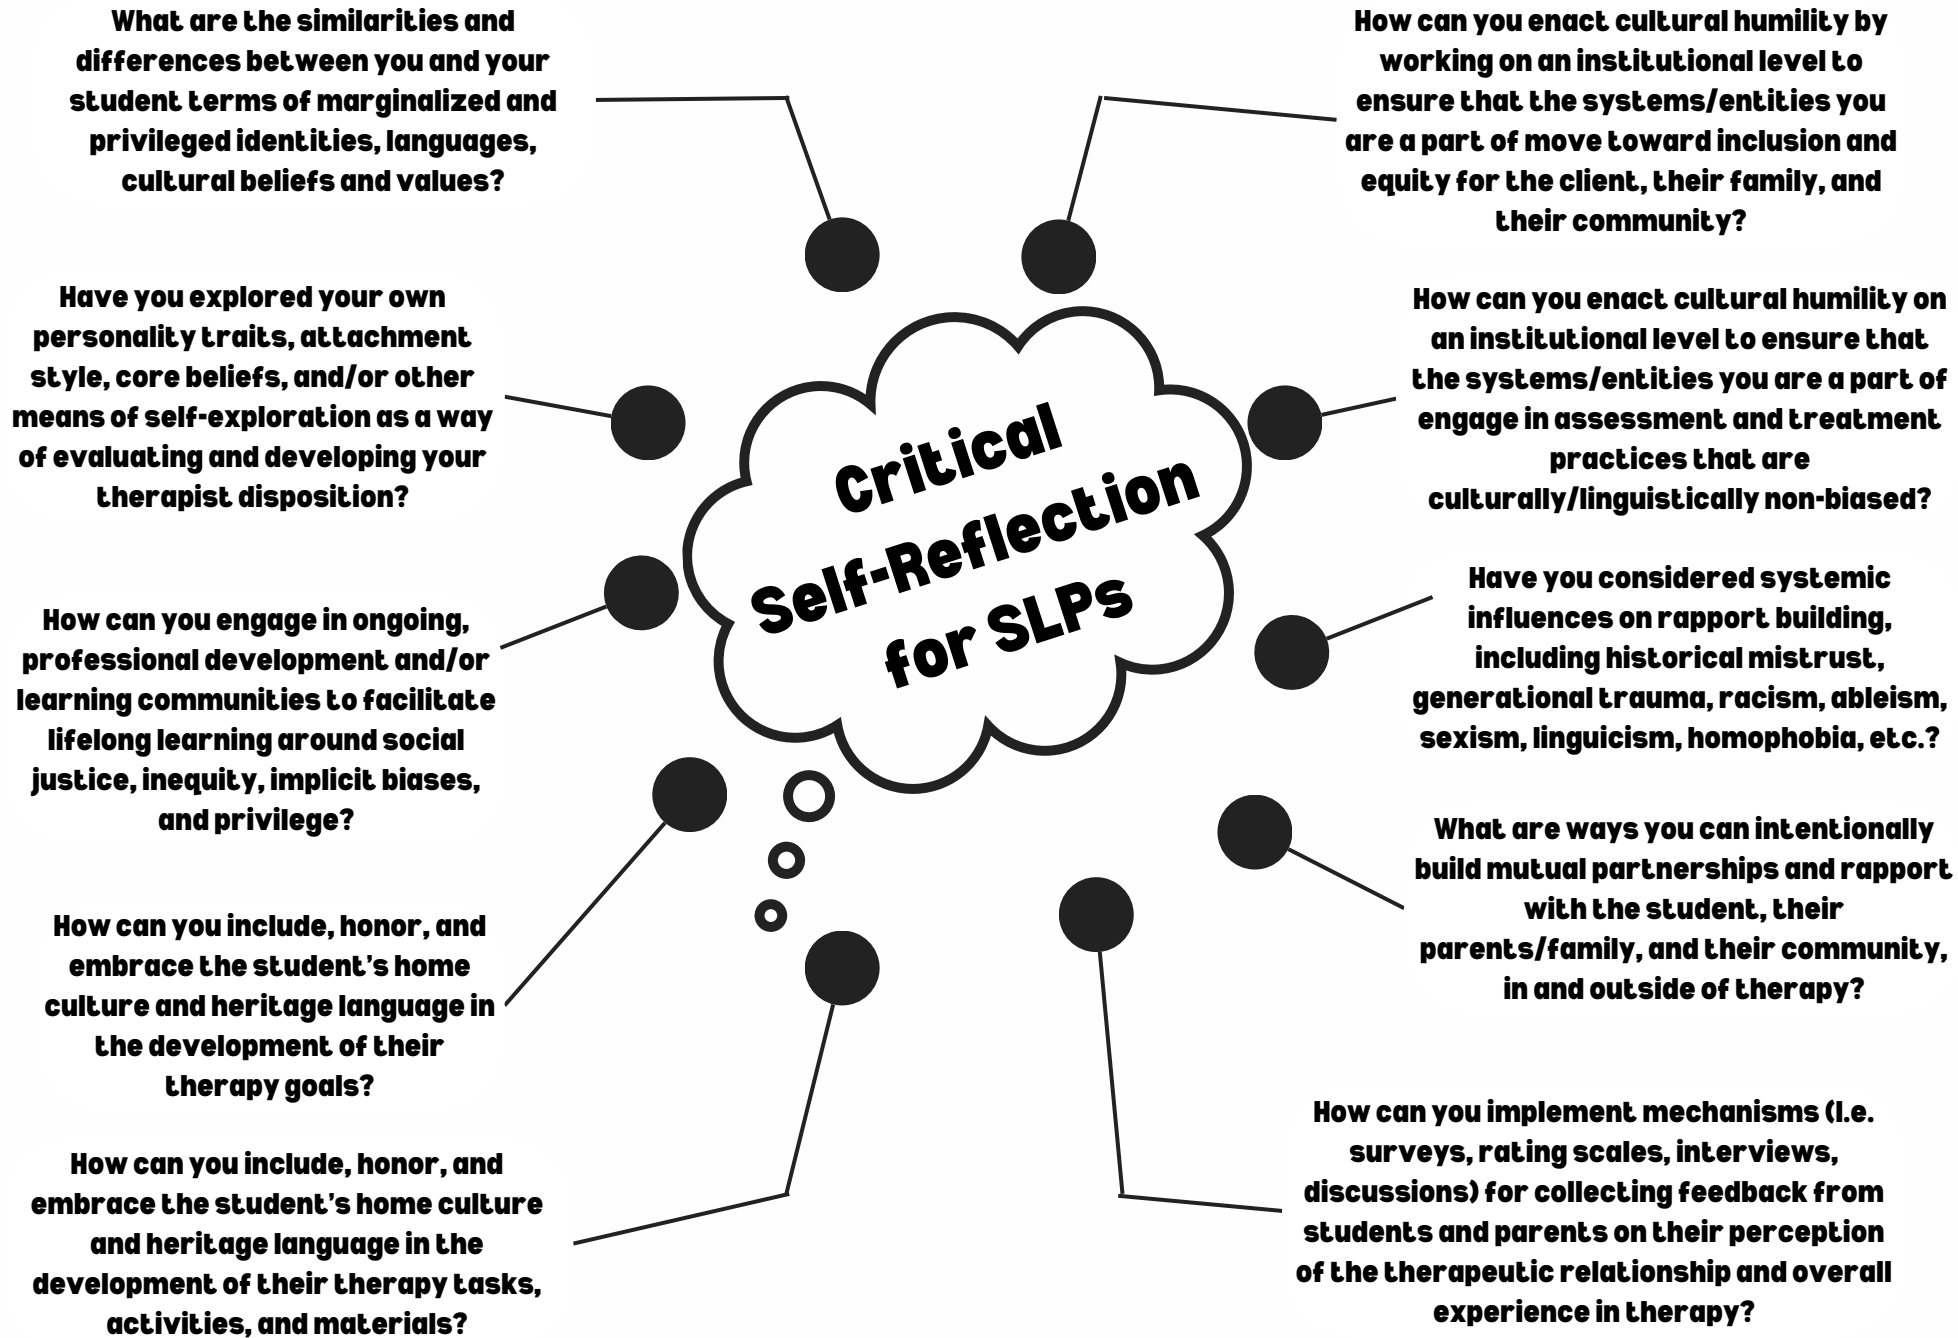 What are the similarities and
differences between you and your
student terms of marginalized and
privileged identities, languages,
cultural beliefs and values?
Have you explored your own
personality traits, attachment
style, core beliefs, and/or other
means of self-exploration as a way
of evaluating and developing your
therapist disposition?
How can you engage in ongoing,
professional development and/or
learning communities to facilitate
lifelong learning around social
justice, inequity, implicit biases,
and privilege?
How can you include, honor, and
embrace the student's home
culture and heritage language in
the development of their
therapy goals?
How can you include, honor, and
embrace the student's home culture
and heritage language in the
development of their therapy tasks,
activities, and materials?
Critical
Self-Reflection
for SLPs
How can you enact cultural humility by
working on an institutional level to
ensure that the systems/entities you
are a part of move toward inclusion and
equity for the client, their family, and
their community?
How can you enact cultural humility on
an institutional level to ensure that
the systems/entities you are a part of
engage in assessment and treatment
practices that are
culturally/linguistically non-biased?
Have you considered systemic
influences on rapport building,
including historical mistrust,
generational trauma, racism, ableism,
sexism, linguicism, homophobia, etc.?
What are ways you can intentionally
build mutual partnerships and rapport
with the student, their
parents/family, and their community,
in and outside of therapy?
How can you implement mechanisms (I.e.
surveys, rating scales, interviews,
discussions) for collecting feedback from
students and parents on their perception
of the therapeutic relationship and overall
experience in therapy?